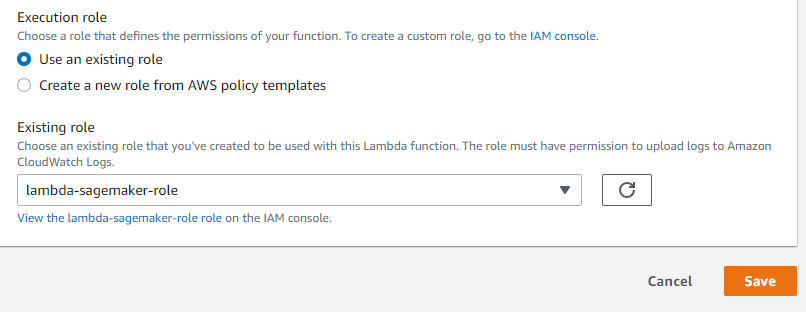 Execution role
Choose a role that defines the permissions of your function. To create a custom role, go to the IAM console.
Use an existing role
Create a new role from AWS policy templates
Existing role
Choose an existing role that you've created to be used with this Lambda function. The role must have permission to upload logs to Amazon
CloudWatch Logs.
lambda-sagemaker-role
View the lambda-sagemaker-role role on the IAM console.
Cancel
Save